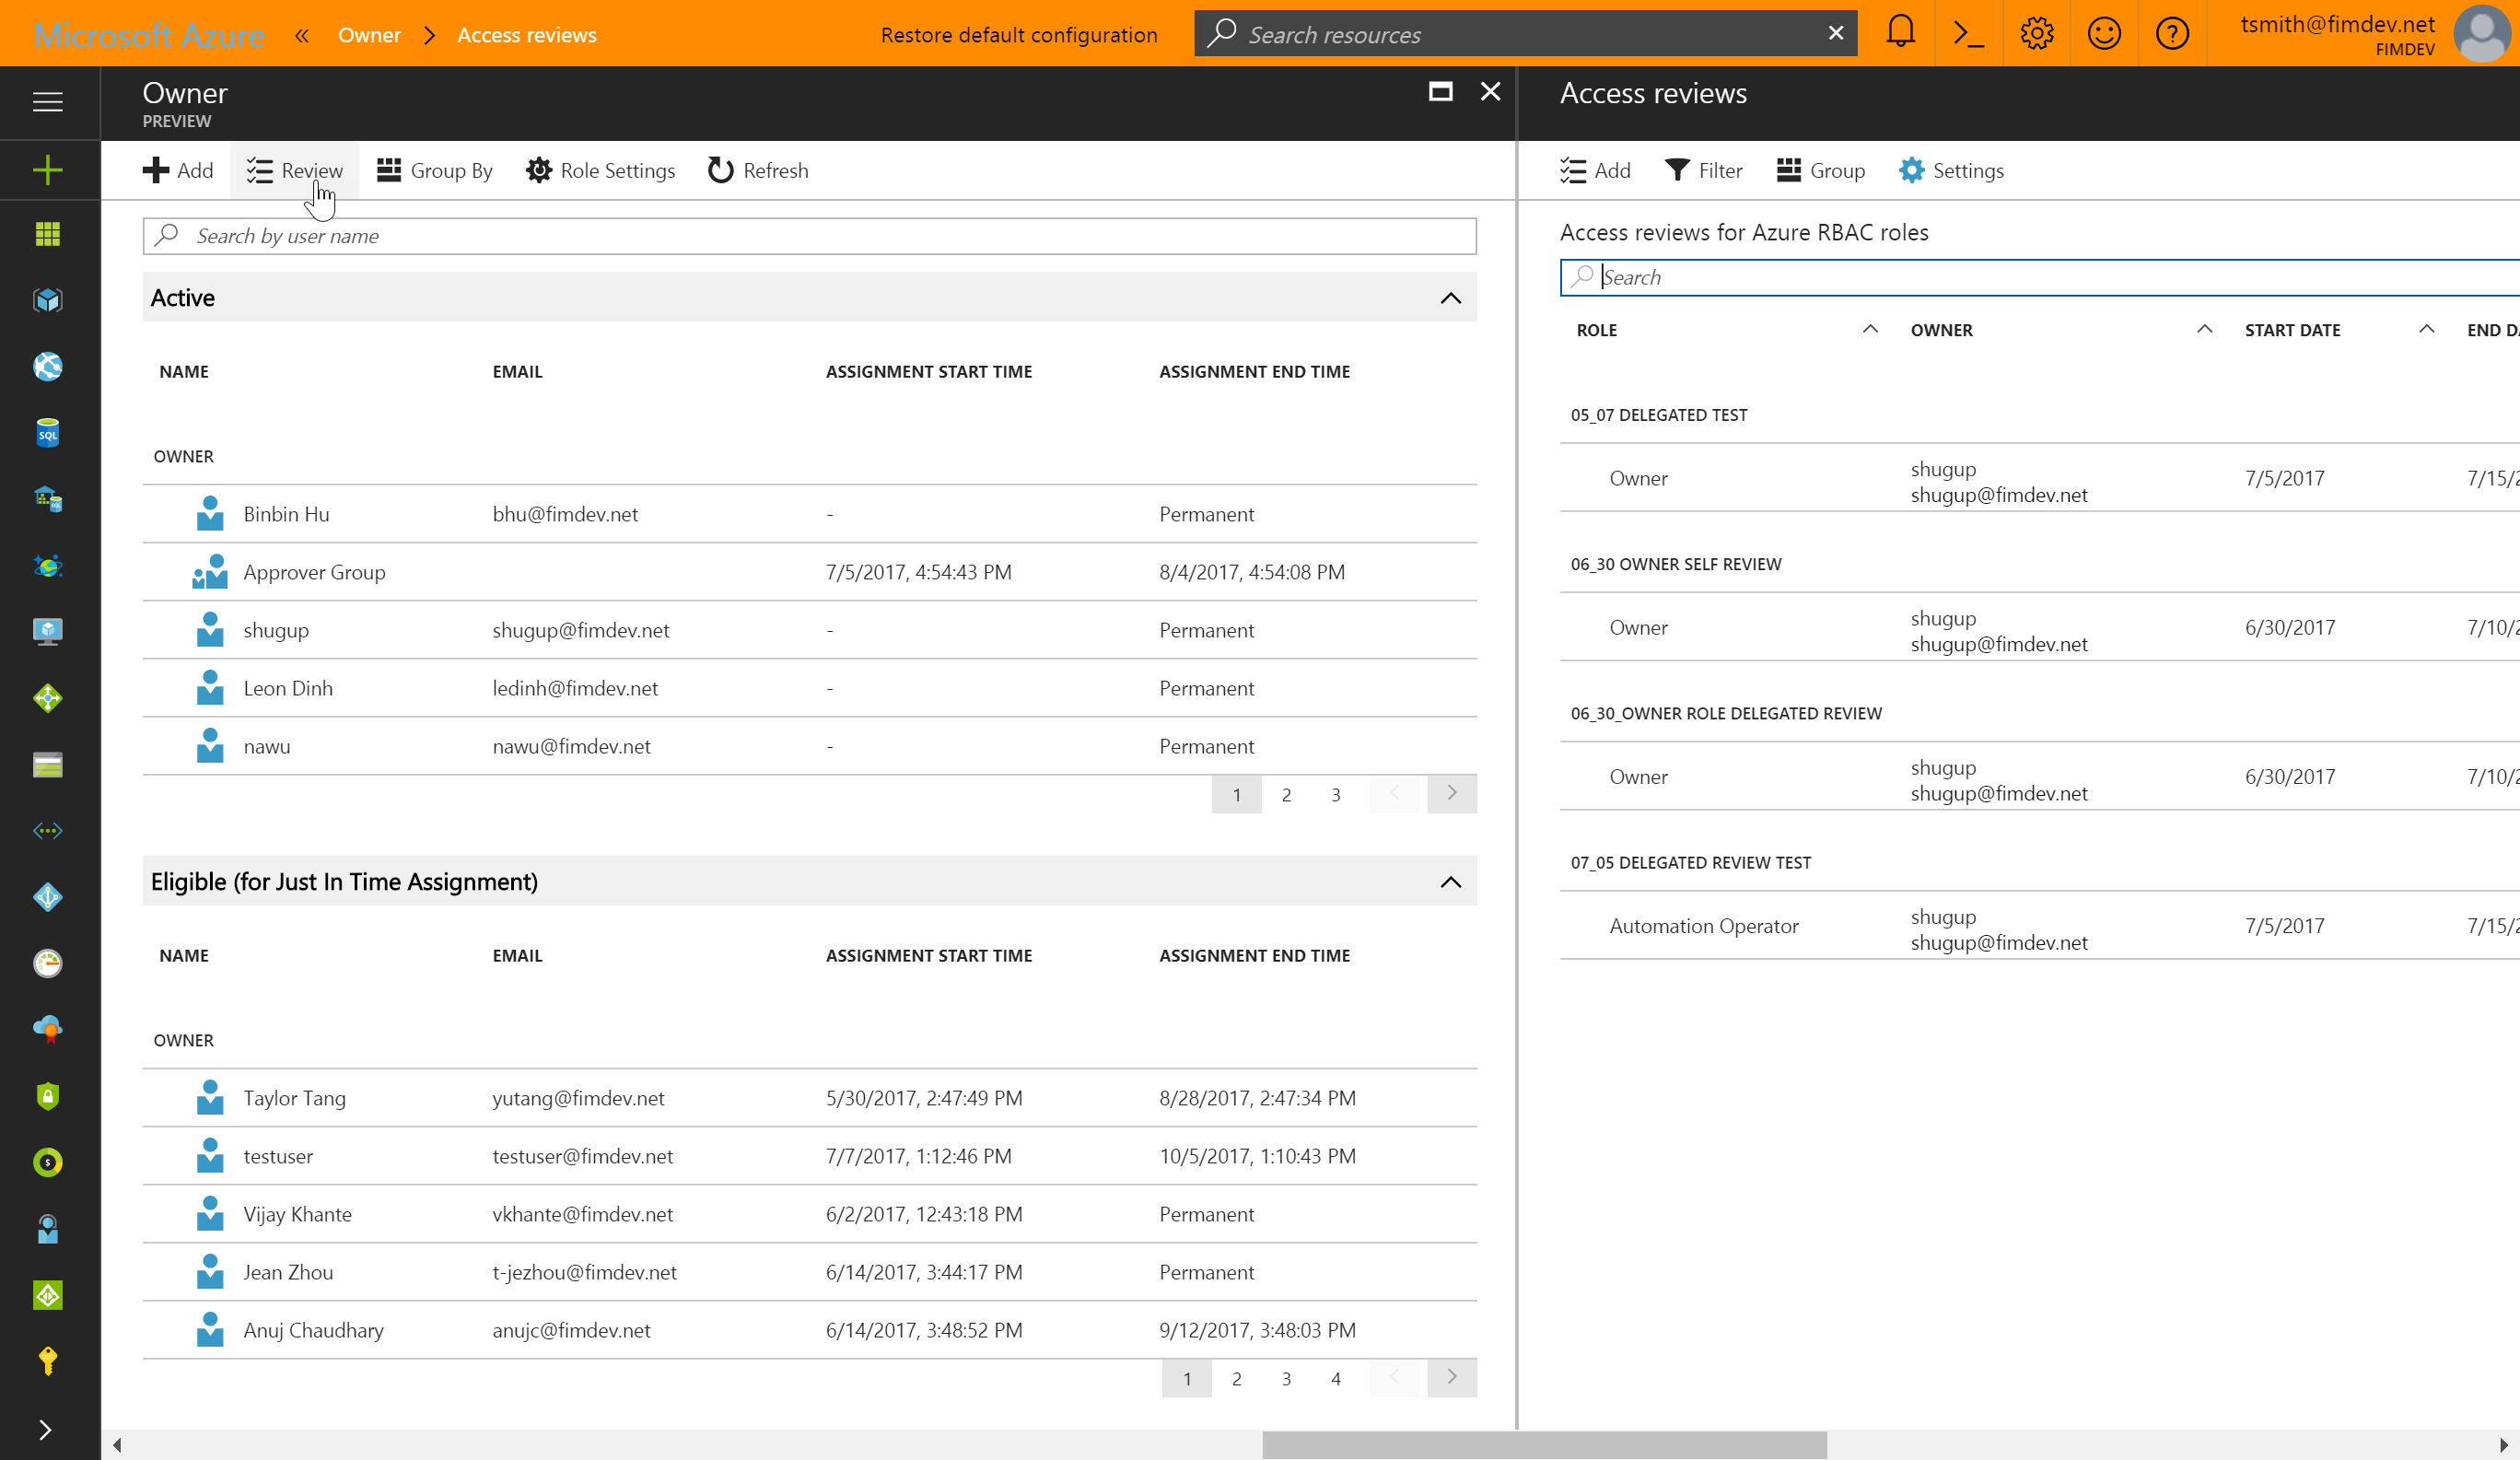 Microsoft Azure « Owner > Access reviews Restore default configuration Search resources tsmith@fimdev.net
FIMDEV
Owner
PREVIEW
Add Review Group By Role Settings Refresh
Search by user name
Active
NAME EMAIL ASSIGNMENT START TIME ASSIGNMENT END TIME
OWNER
Binbin Hu bhu@fimdev.net - Permanent
Approver Group 7/5/2017, 4:54:43 PM 8/4/2017, 4:54:08 PM
shugup shugup@fimdev.net - Permanent
Leon Dinh ledinh@fimdev.net - Permanent
nawu nawu@fimdev.net - Permanent
1 2 3
Eligible (for Just In Time Assignment)
NAME EMAIL ASSIGNMENT START TIME ASSIGNMENT END TIME
OWNER
Taylor Tang yutang@fimdev.net 5/30/2017, 2:47:49 PM 8/28/2017, 2:47:34 PM
testuser testuser@fimdev.net 7/7/2017, 1:12:46 PM 10/5/2017, 1:10:43 PM
Vijay Khante vkhante@fimdev.net 6/2/2017, 12:43:18 PM Permanent
Jean Zhou t-jezhou@fimdev.net 6/14/2017, 3:44:17 PM Permanent
Anuj Chaudhary anujc@fimdev.net 6/14/2017, 3:48:52 PM 9/12/2017, 3:48:03 PM
1 2 3 4
Access reviews
Add Filter Group Settings
Access reviews for Azure RBAC roles
Search
ROLE OWNER START DATE END D
05_07 DELEGATED TEST
Owner shugup 7/5/2017 7/15/2
shugup@fimdev.net
06_30 OWNER SELF REVIEW
Owner shugup 6/30/2017 7/10/2
shugup@fimdev.net
06_30_OWNER ROLE DELEGATED REVIEW
Owner shugup 6/30/2017 7/10/2
shugup@fimdev.net
07_05 DELEGATED REVIEW TEST
Automation Operator shugup 7/5/2017 7/15/2
shugup@fimdev.net
SQL